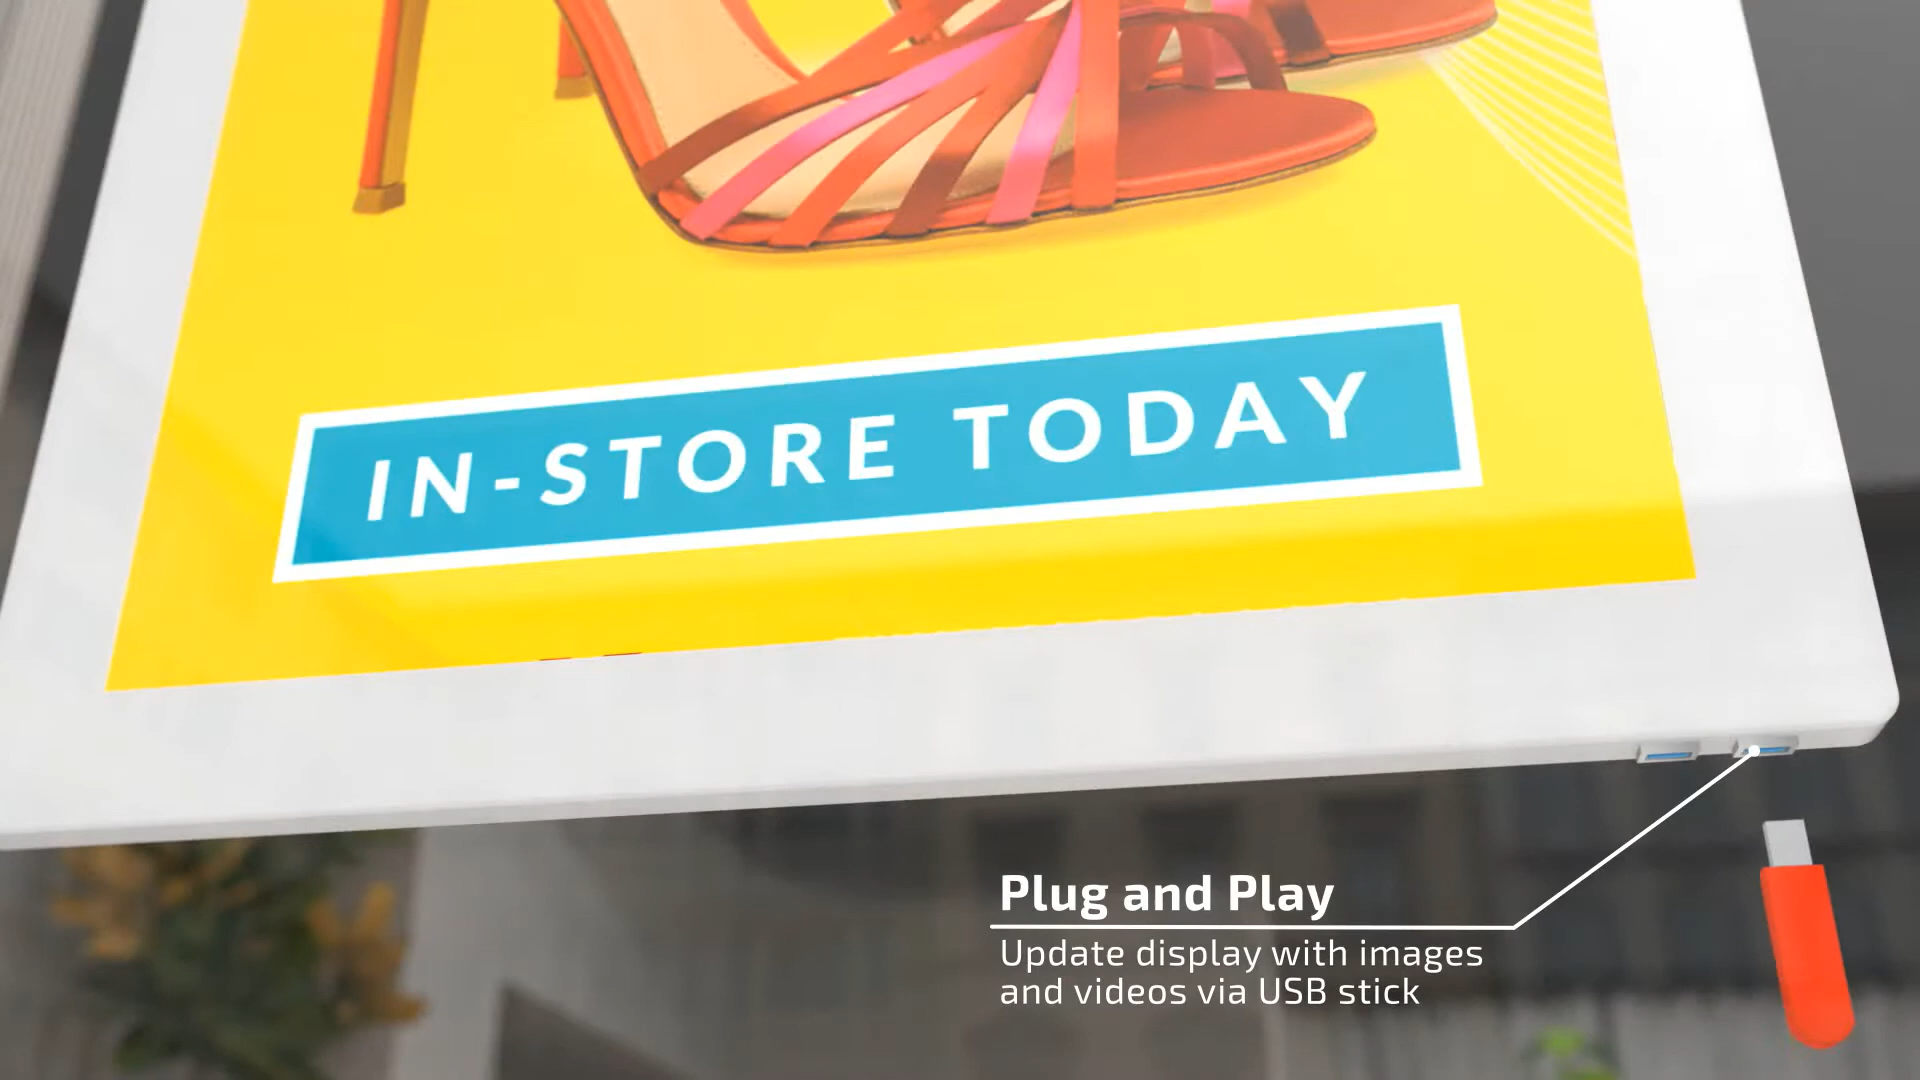 IN-STORE TODAY
Plug and Play
Update display with images
and videos via USB stick